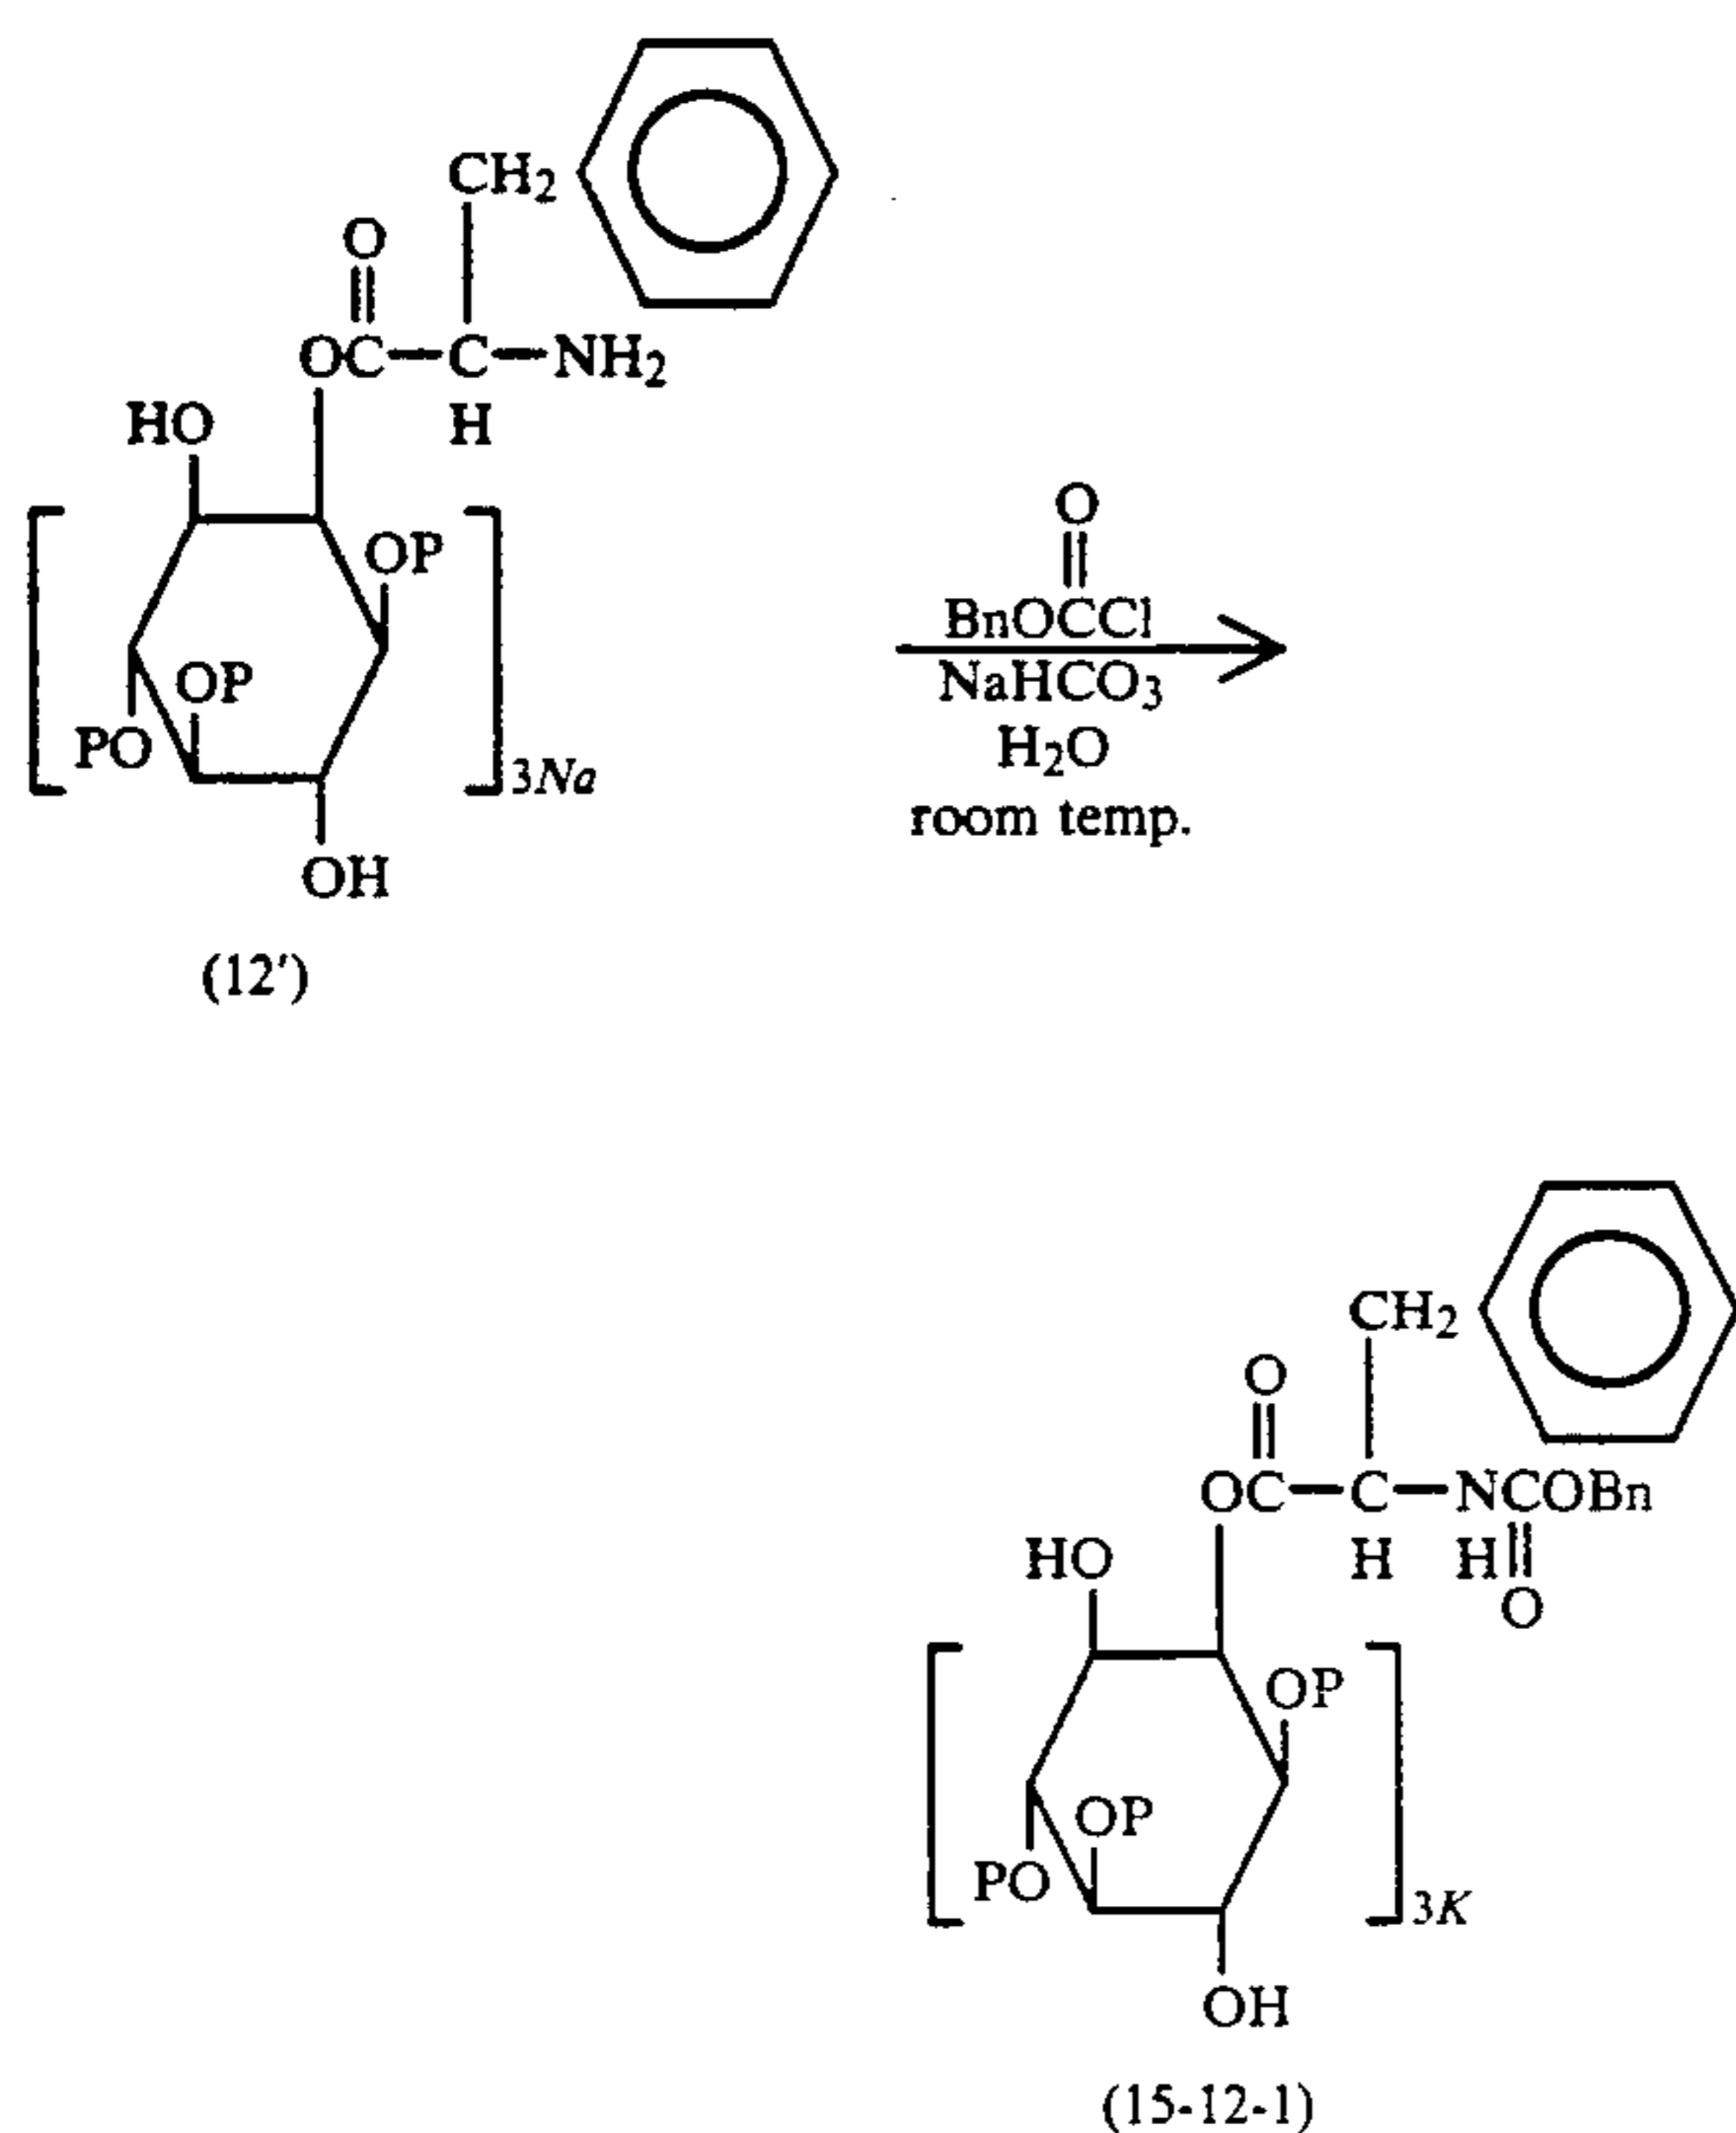 CH₂
O
OC—C—NH₂
HO H
OP
OP
PO
3Na
OH
(12')
O
BnOCCl
NaHCO₃
H₂O
room temp.
CH₂
O
OC—C—NCOBn
HO H H
O
OP
OP
PO
3K
OH
(15-12-1)